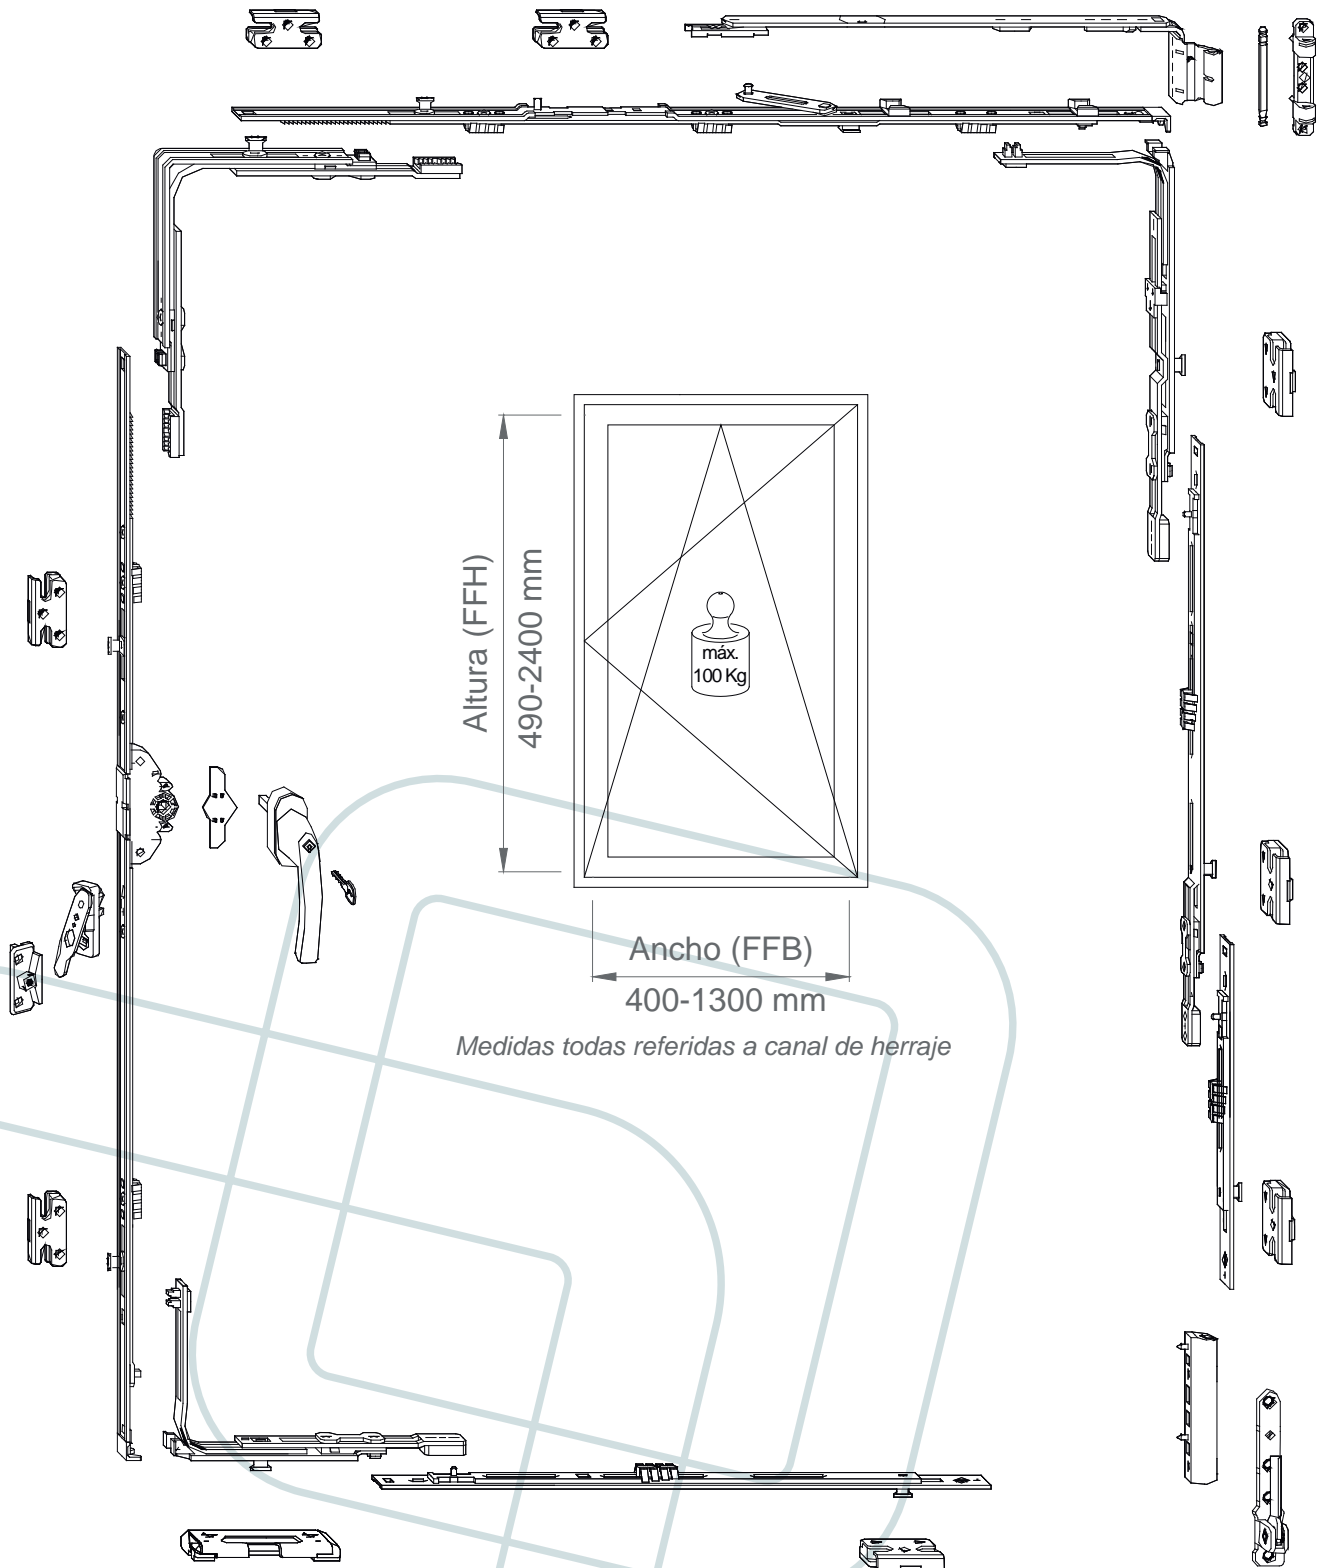 Altura (FFH)
490-2400 mm
máx.
100 Kg
Ancho (FFB)
400-1300 mm
Medidas todas referidas a canal de herraje